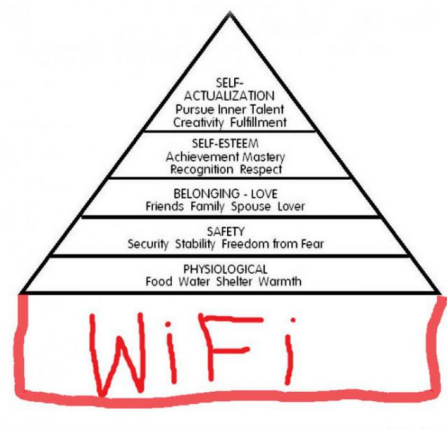 SELF-
ACTUALIZATION
Pursue Inner Talent
Creativity Fulfillment
SELF-ESTEEM
Achievement Mastery
Recognition Respect
BELONGING - LOVE
Friends Family Spouse Lover
SAFETY
Security Stability Freedom from Fear
PHYSIOLOGICAL
Food Water Shelter Warmth
WiFi